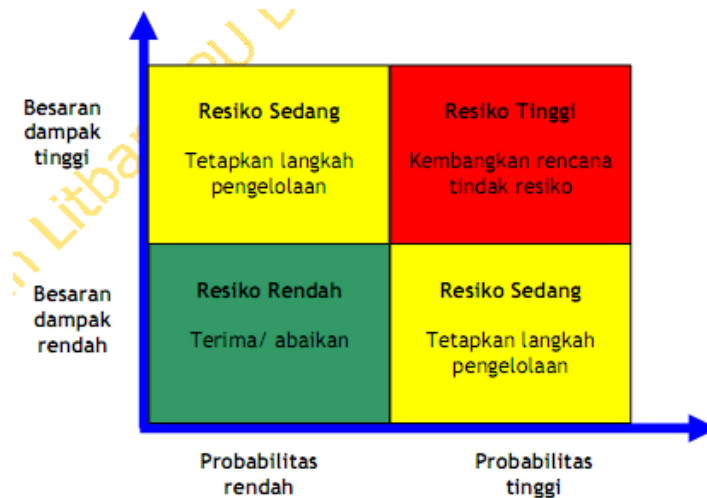 Besaran
dampak
tinggi
Resiko Sedang
Tetapkan langkah
pengelolaan
Resiko Tinggi
Kembangkan rencana
tindak resiko
Besaran
dampak
rendah
Resiko Rendah
Terima/ abaikan
Resiko Sedang
Tetapkan langkah
pengelolaan
Probabilitas
rendah
Probabilitas
tinggi